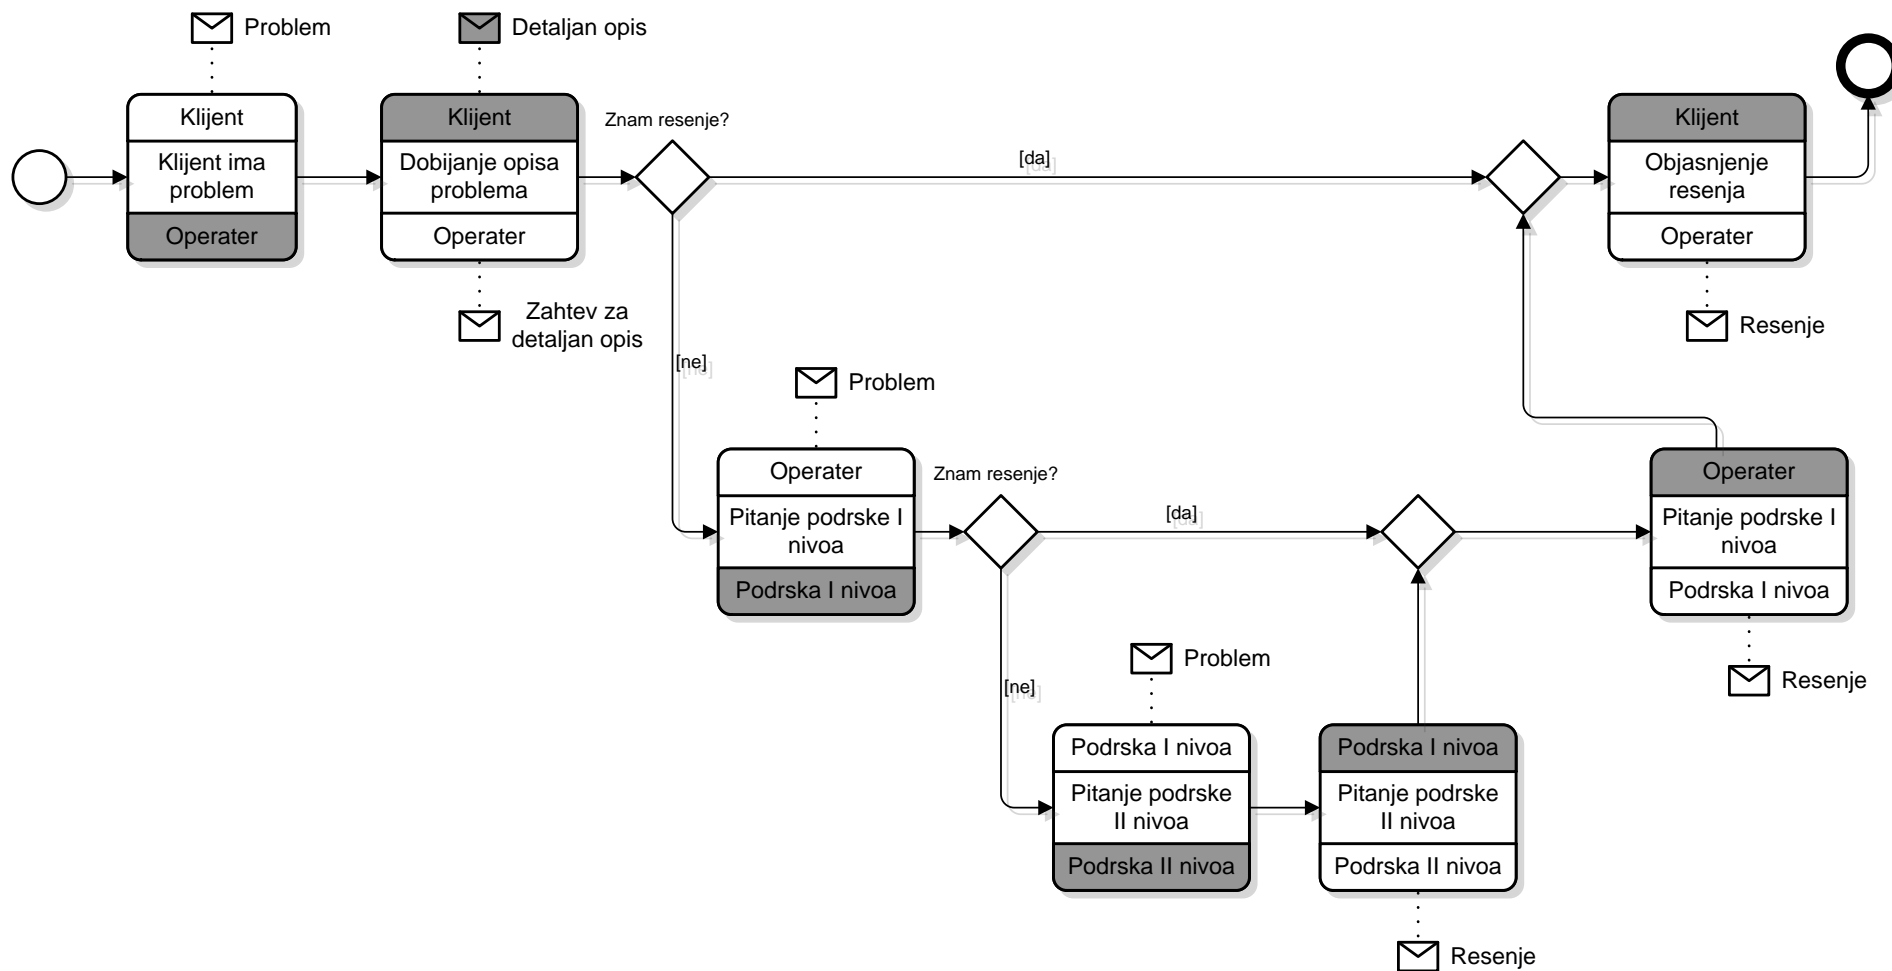 Problem
Detaljan opis
Klijent
Klijent ima
problem
Operater
Klijent
Dobijanje opisa
problema
Operater
Zahtev za
detaljan opis
Znam resenje?
[da]
[ne]
Klijent
Objasnjenje
resenja
Operater
Resenje
Problem
Operater
Pitanje podrske I
nivoa
Podrska I nivoa
Znam resenje?
[da]
[ne]
Operater
Pitanje podrske I
nivoa
Podrska I nivoa
Resenje
Problem
Podrska I nivoa
Pitanje podrske
II nivoa
Podrska II nivoa
Podrska I nivoa
Pitanje podrske
II nivoa
Podrska II nivoa
Resenje